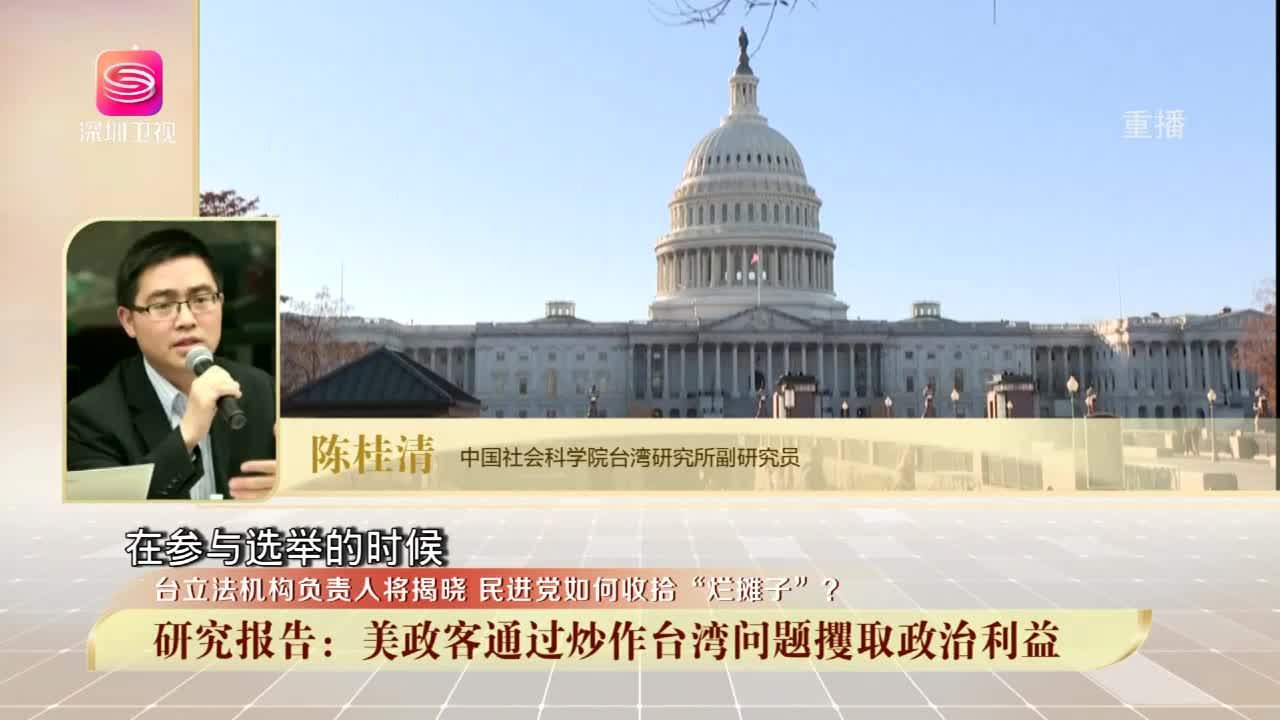 深圳卫视
重播
陈桂清
中国社会科学院台湾研究所副研究员
在参与选举的时候
台立法机构负责人将揭晓 民进党如何收拾“烂摊子”?
研究报告：美政客通过炒作台湾问题攫取政治利益